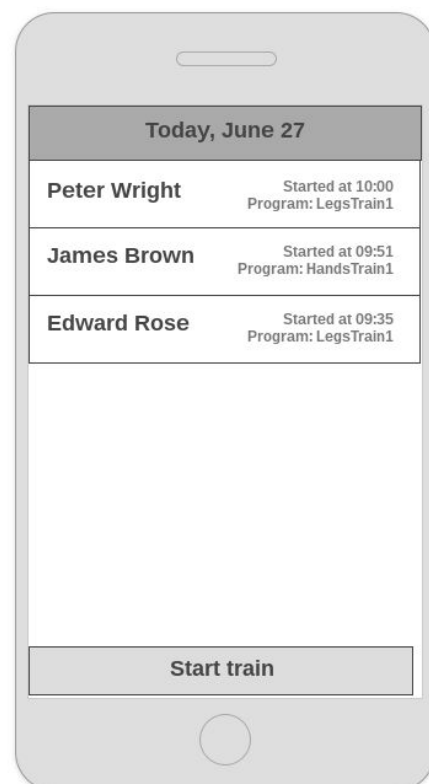 Today, June 27
Peter Wright
Started at 10:00
Program: LegsTrain1
James Brown
Started at 09:51
Program: HandsTrain1
Edward Rose
Started at 09:35
Program: LegsTrain1
Start train